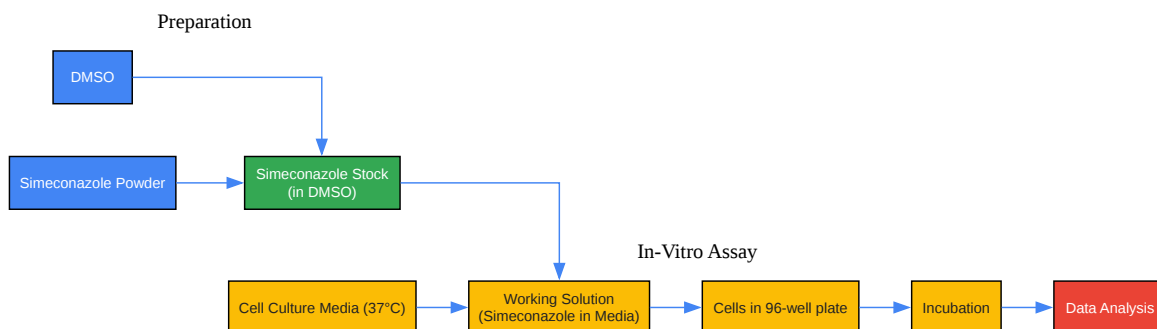 Preparation
DMSO
Simeconazole Powder
Simeconazole Stock
(in DMSO)
In-Vitro Assay
Cell Culture Media (37°C)
Working Solution
(Simeconazole in Media)
Cells in 96-well plate
Incubation
Data Analysis